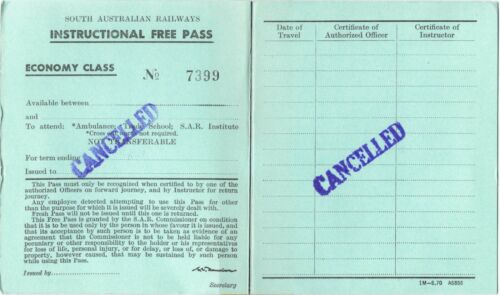 SOUTH AUSTRALIAN RAILWAYS
INSTRUCTIONAL FREE PASS
ECONOMY CLASS
No 7399
Available between
and
To attend: *Ambulance; School; S.A.R. Institute
*Cross out not required.
NOT TRANSFERABLE
For term ending
Issued to
CANCELLED
This Pass must only be recognized when certified to by one of the
authorized Officers on forward journey, and by Instructor for return
journey.
Any employee detected attempting to use this Pass for other
than the purpose for which it is issued will be severely dealt with.
Fresh Pass will not be issued until this one is returned.
This Free Pass is granted by the S.A.R. Commissioner on condition
that it is to be used only by the person in whose favour it is issued, and
that its acceptance by such person is to be taken as evidence of an
agreement that the Commissioner is not to be held liable for any
pecuniary or other responsibility to the holder or his representatives
for loss of life, personal injury, or for delay, or loss of, or damage to
property, however caused, that may be sustained by such person
while using this Pass.
Issued by
Secretary
Date of Travel
Certificate of Authorized Officer
Certificate of Instructor
CANCELLED
1M—6.70 A6856